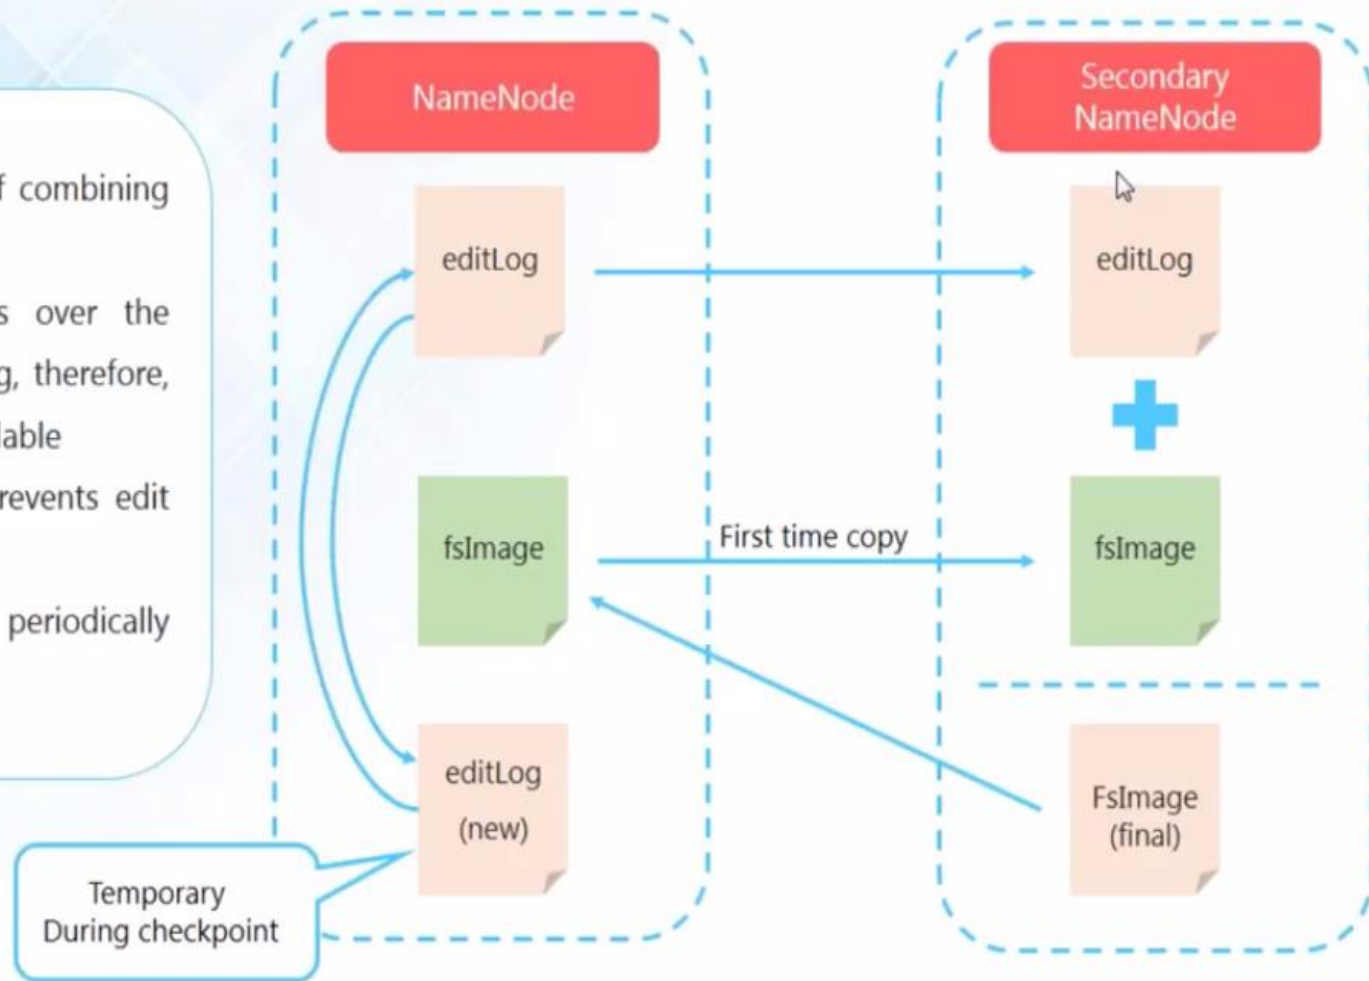 f combining
s over the
g, therefore,
lable
revents edit
periodically
NameNode
editLog
fsImage
editLog
(new)
Temporary
During checkpoint
First time copy
Secondary
NameNode
editLog
fsImage
FsImage
(final)